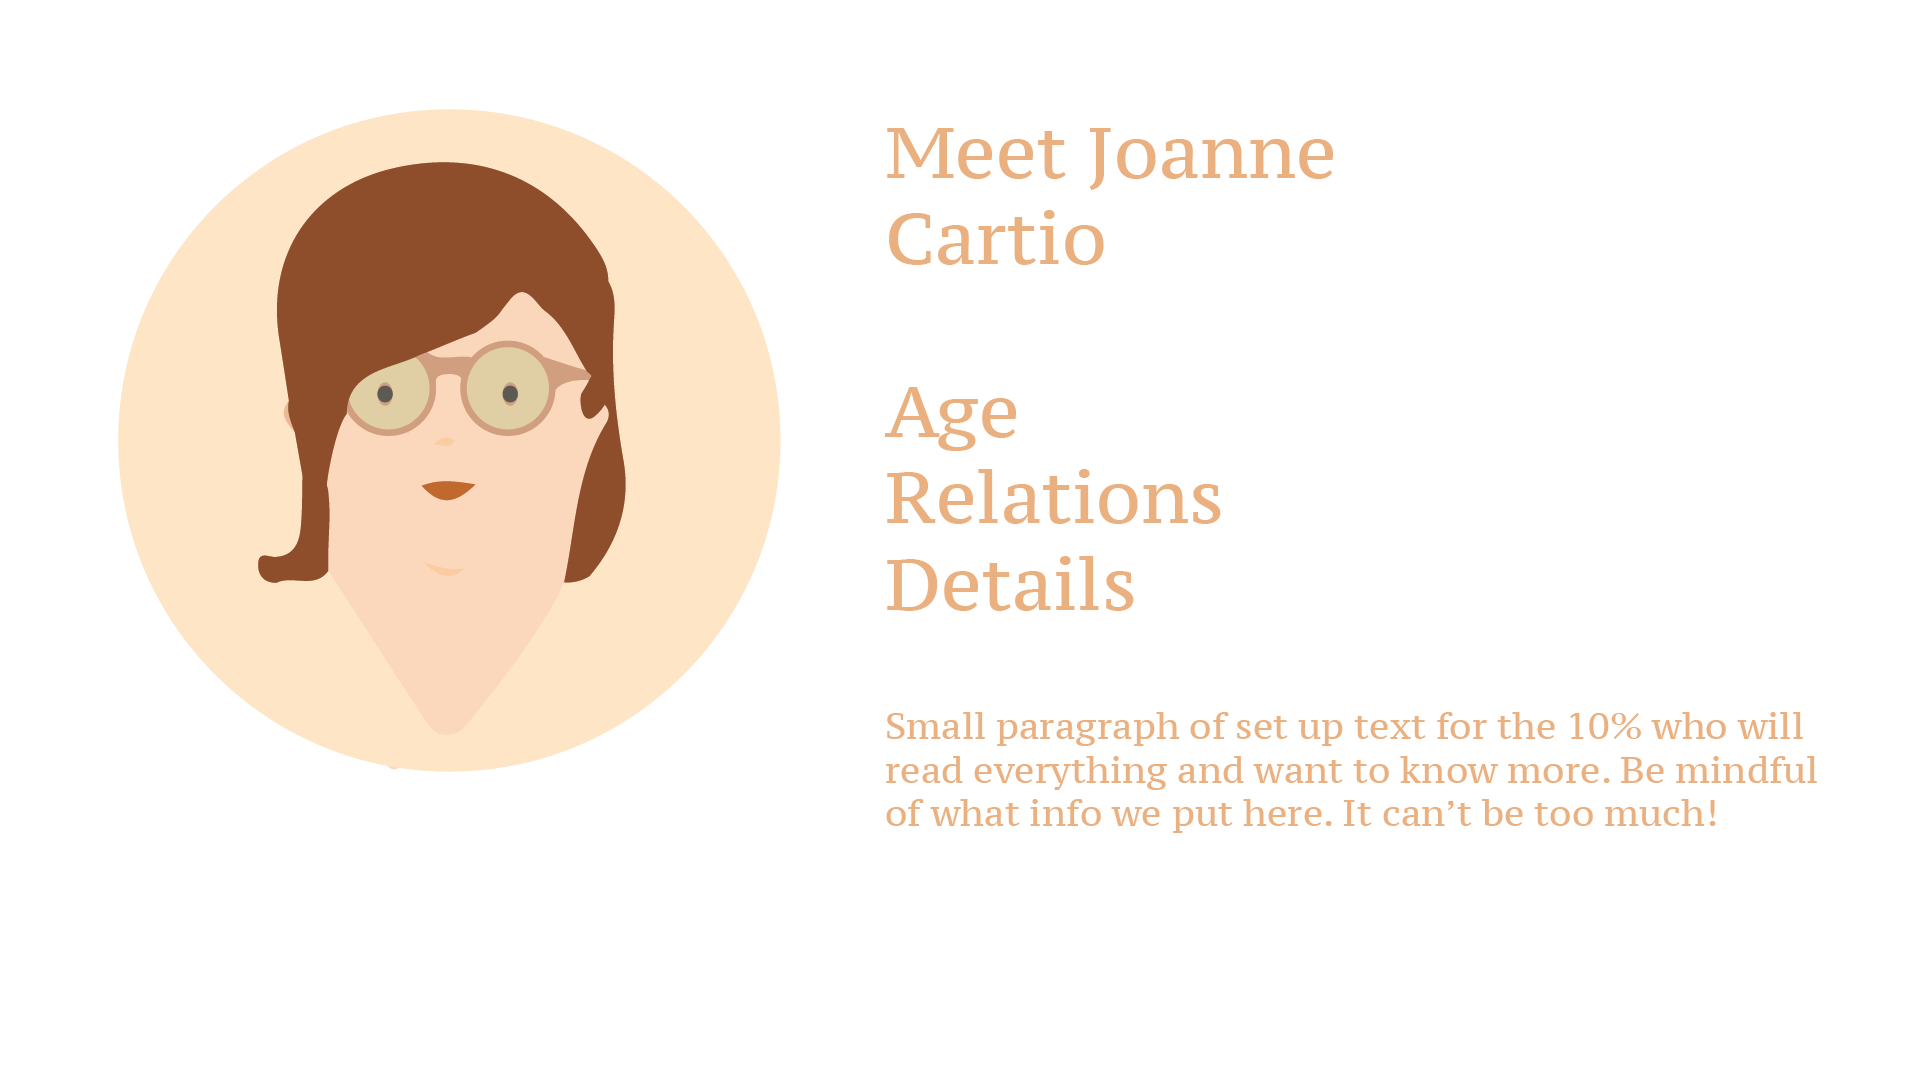 Meet Joanne
Cartio
Age
Relations
Details
Small paragraph of set up text for the 10% who will
read everything and want to know more. Be mindful
of what info we put here. It can’t be too much!